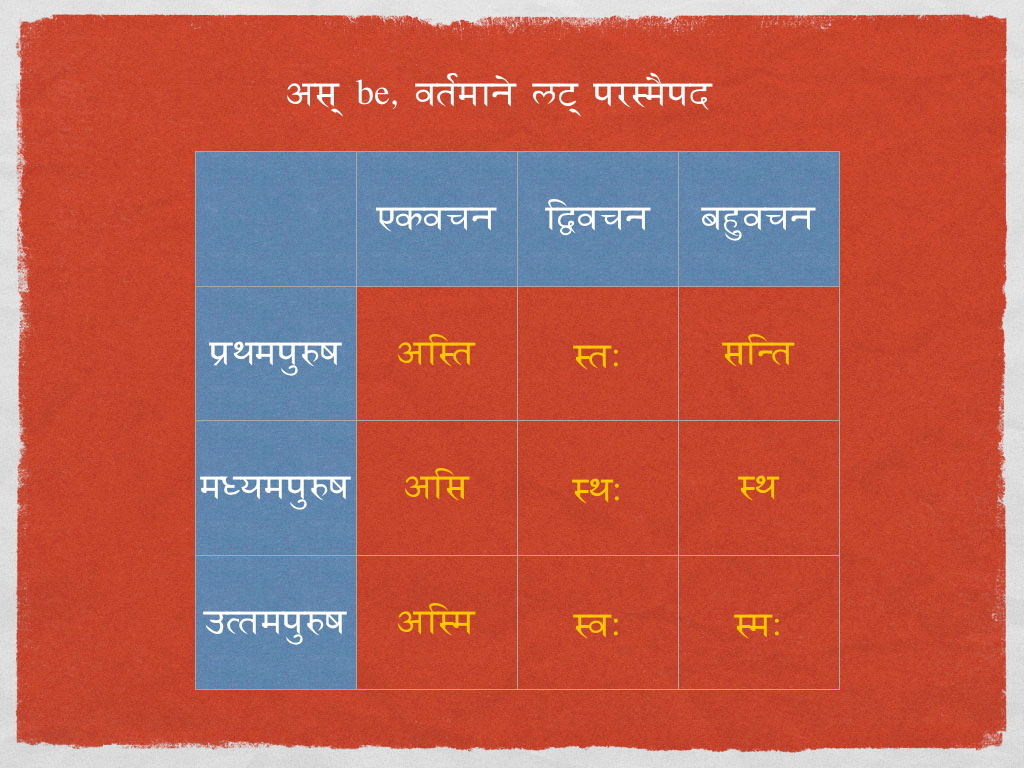 अस् be, वर्तमाने लट् परस्मैपद
एकवचन द्विवचन बहुवचन
प्रथमपुरुष अस्ति स्तः सन्ति
मध्यमपुरुष असि स्थः स्थ
उत्तमपुरुष अस्मि स्वः स्मः